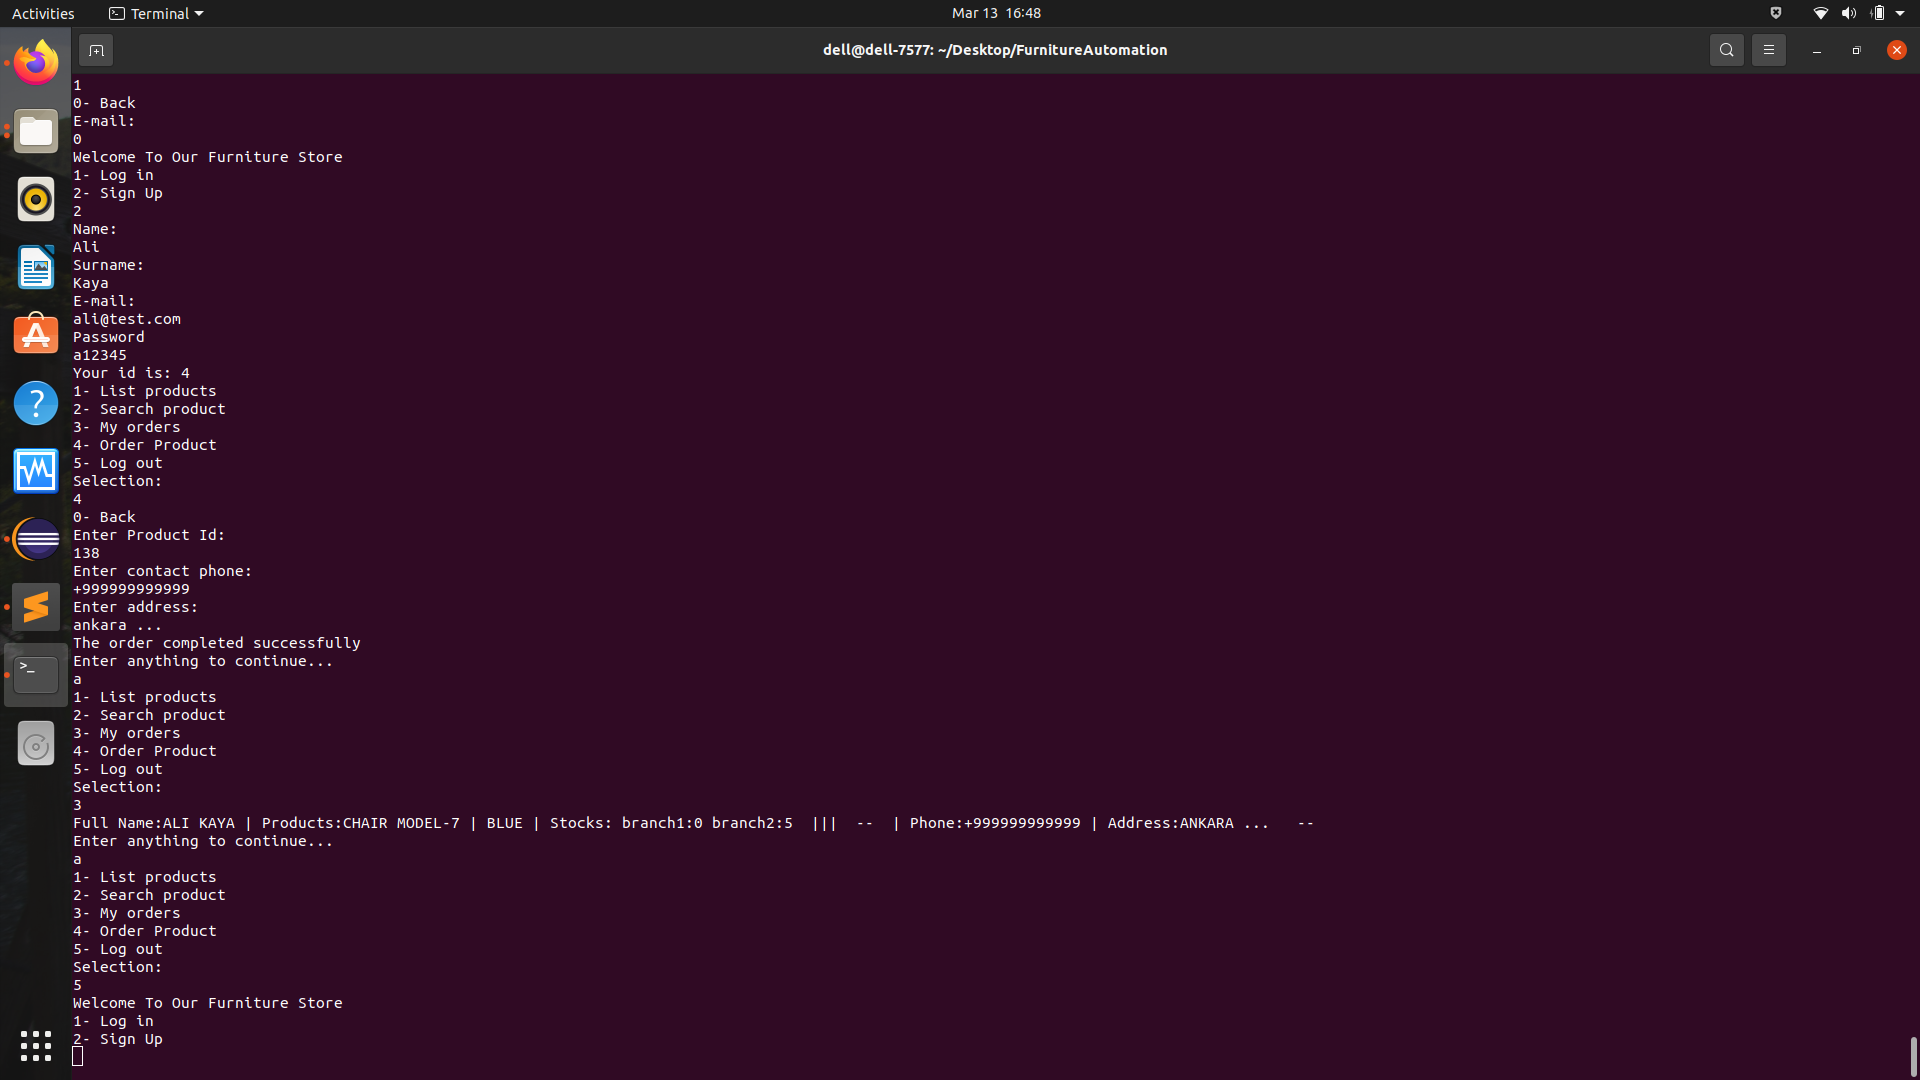 Activities Terminal Mar 13 16:48
dell@dell-7577: ~/Desktop/FurnitureAutomation
1
0- Back
E-mail:
0
Welcome To Our Furniture Store
1- Log in
2- Sign Up
2
Name:
Ali
Surname:
Kaya
E-mail:
ali@test.com
Password
a12345
Your id is: 4
1- List products
2- Search product
3- My orders
4- Order Product
5- Log out
Selection:
4
0- Back
Enter Product Id:
138
Enter contact phone:
+999999999999
Enter address:
ankara ...
The order completed successfully
Enter anything to continue...
a
1- List products
2- Search product
3- My orders
4- Order Product
5- Log out
Selection:
3
Full Name:ALI KAYA | Products:CHAIR MODEL-7 | BLUE | Stocks: branch1:0 branch2:5  |||  --  | Phone:+999999999999 | Address:ANKARA ...   --
Enter anything to continue...
a
1- List products
2- Search product
3- My orders
4- Order Product
5- Log out
Selection:
5
Welcome To Our Furniture Store
1- Log in
2- Sign Up